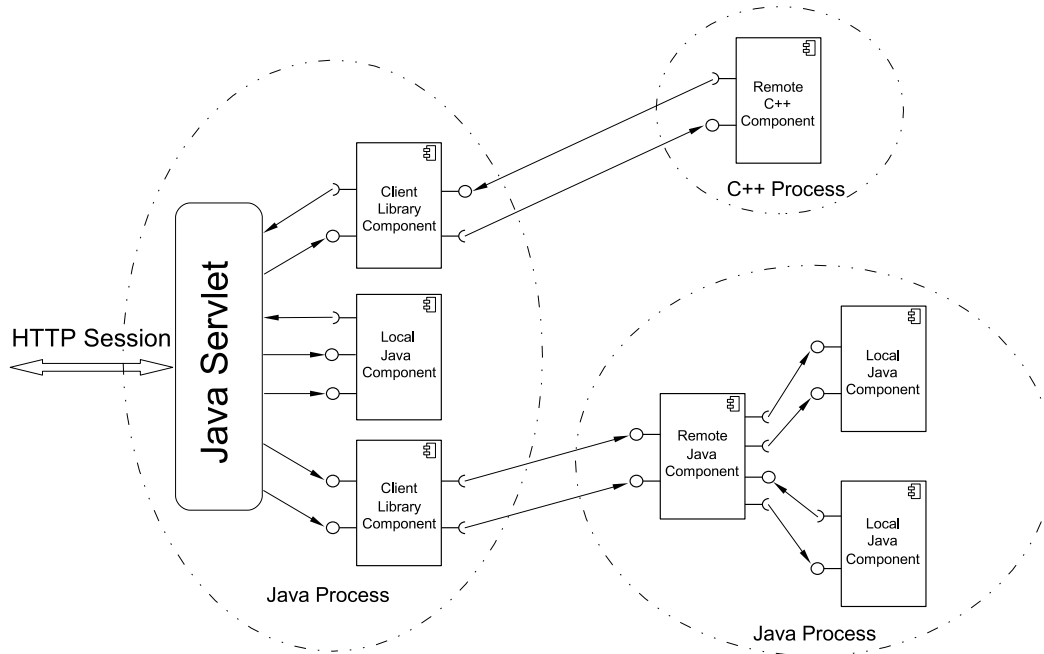 HTTP Session
Java Servlet
Client
Library
Component
Local
Java
Component
Client
Library
Component
Java Process
Remote
C++
Component
C++ Process
Remote
Java
Component
Local
Java
Component
Local
Java
Component
Java Process